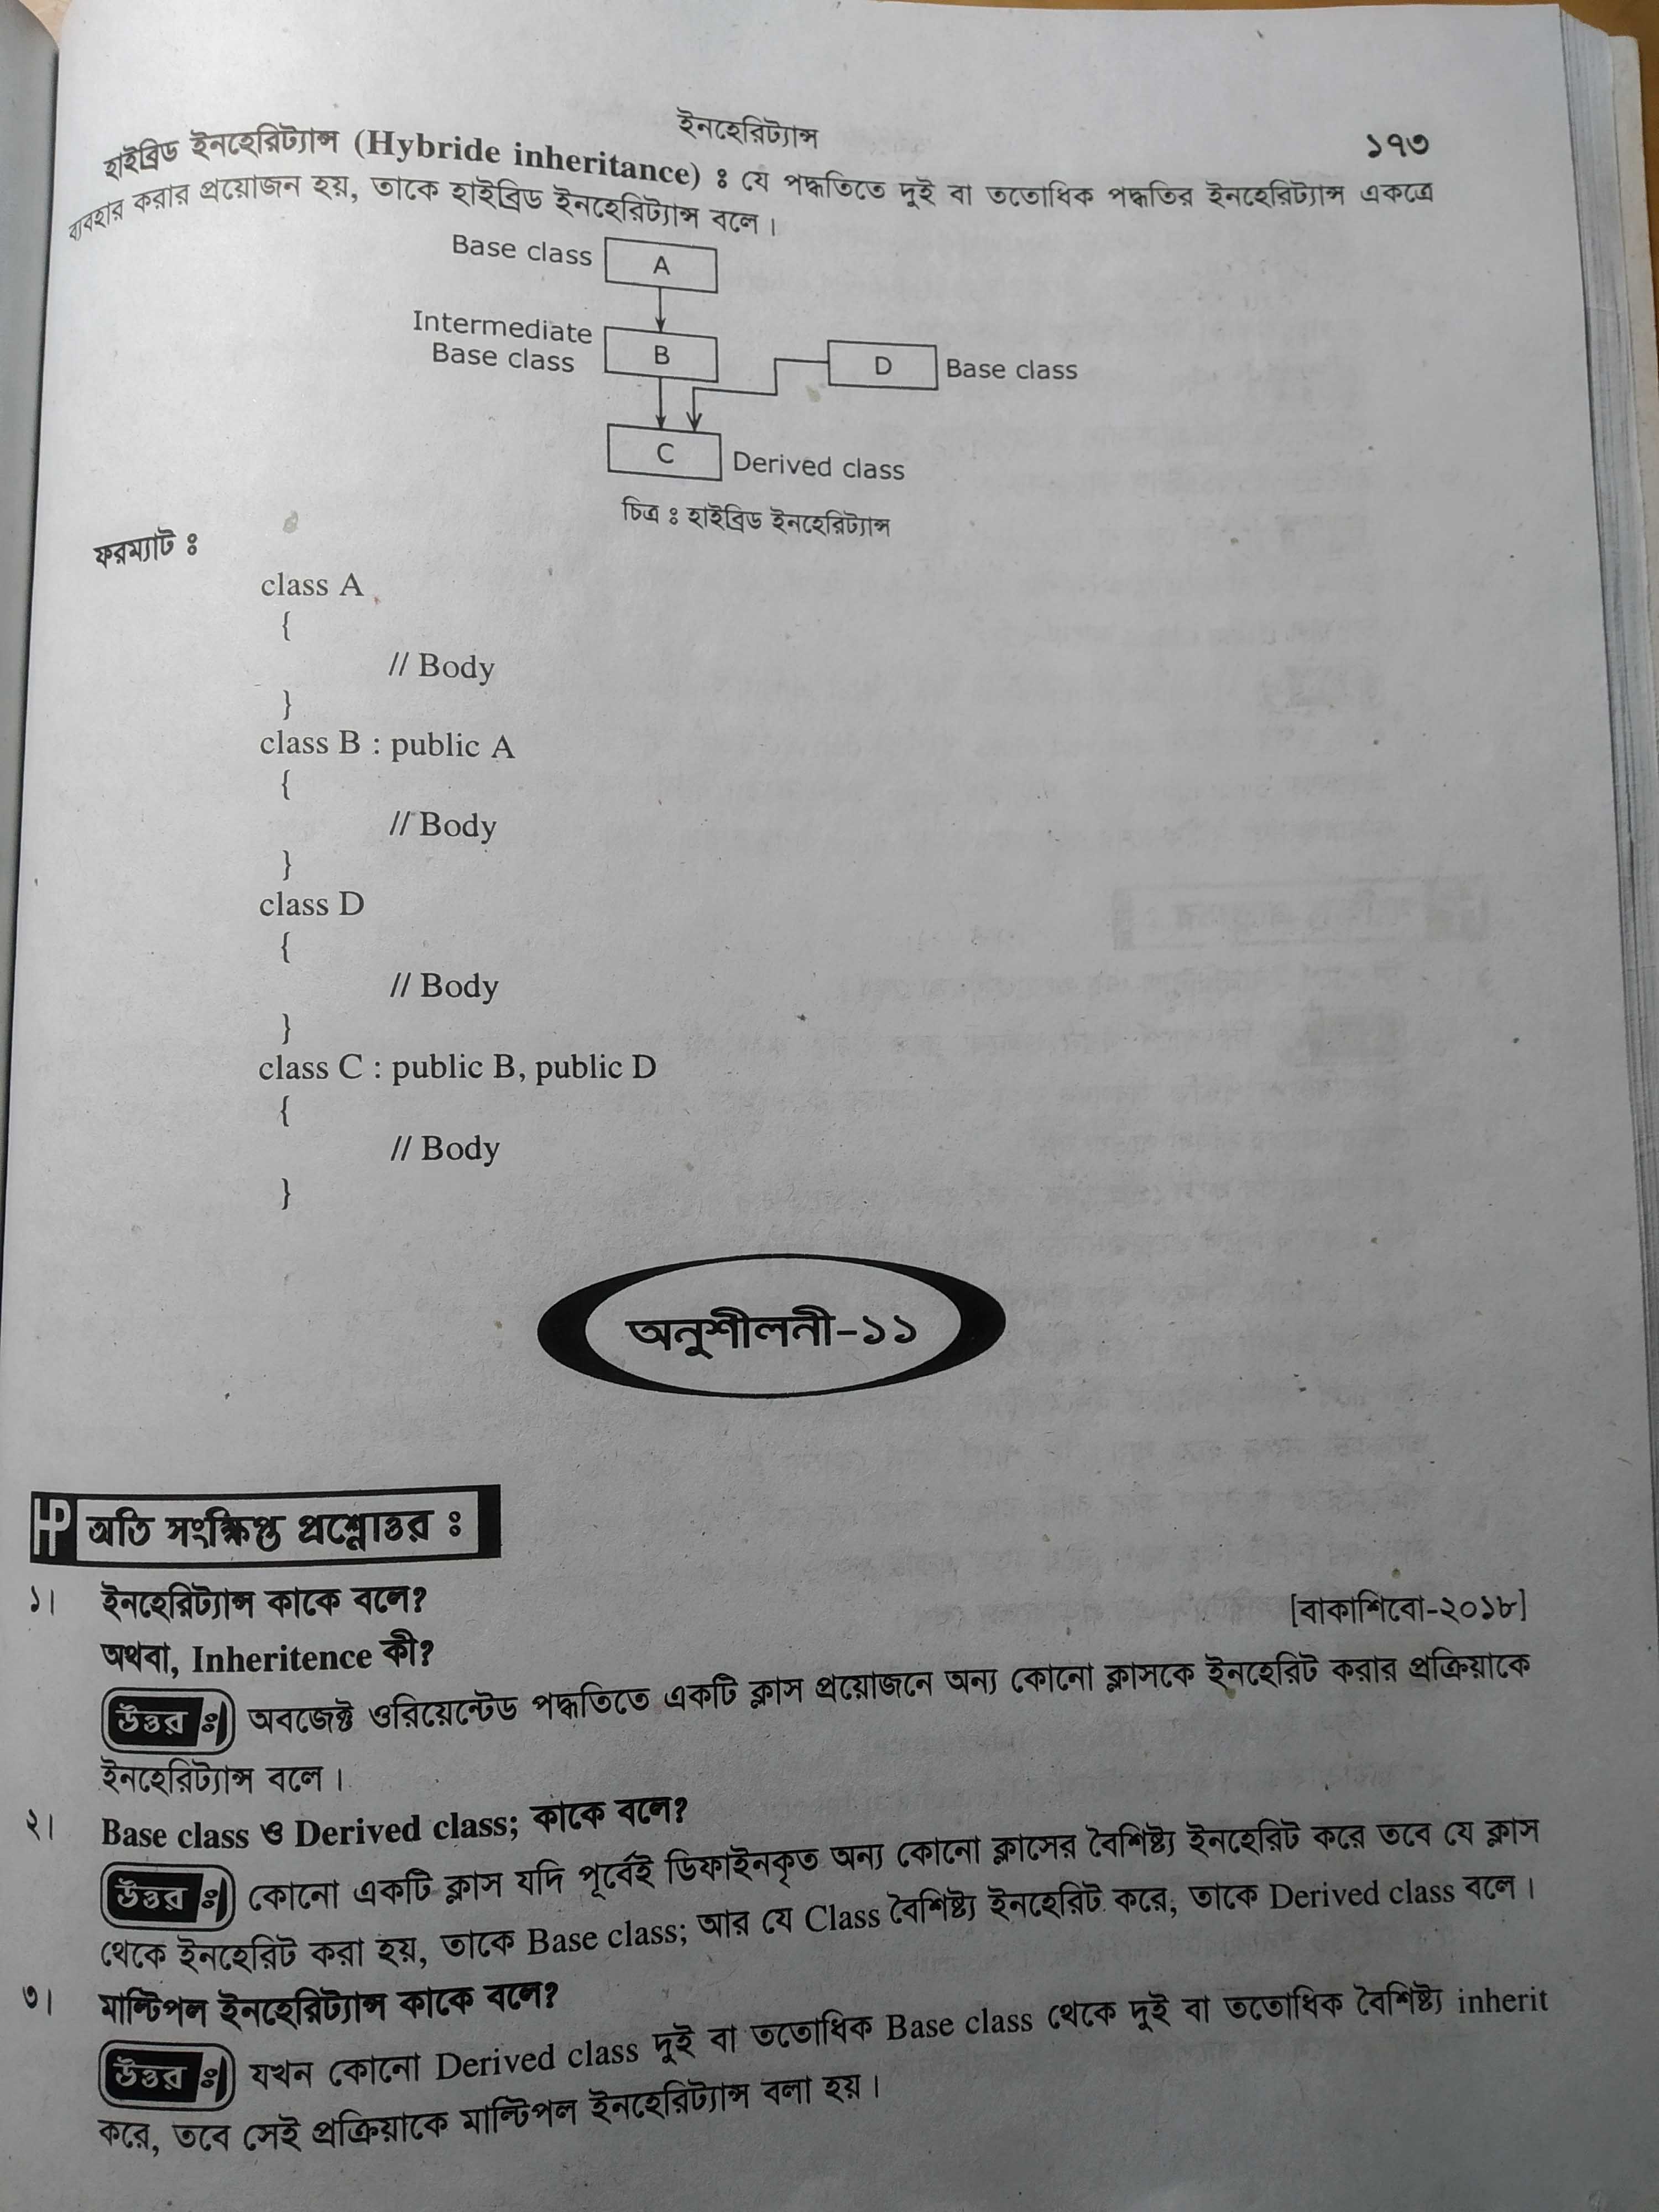 ইনহেরিট্যান্স
১৭৩
হাইব্রিড ইনহেরিট্যান্স (Hybride inheritance) ঃ যে পদ্ধতিতে দুই বা ততোধিক পদ্ধতির ইনহেরিট্যান্স একত্রে
ব্যবহার করার প্রয়োজন হয়, তাকে হাইব্রিড ইনহেরিট্যান্স বলে।
Base class
A
Intermediate
Base class
B
D
Base class
C
Derived class
চিত্র ঃ হাইব্রিড ইনহেরিট্যান্স
ফরম্যাট ঃ
class A
{
// Body
}
class B : public A
{
// Body
}
class D
{
// Body
}
class C : public B, public D
{
// Body
}
অনুশীলনী-১১
HP অতি সংক্ষিপ্ত প্রশ্নোত্তর ঃ
১। ইনহেরিট্যান্স কাকে বলে? [বাকাশিবো-২০১৮]
অথবা, Inheritence কী?
উত্তর ঃ অবজেক্ট ওরিয়েন্টেড পদ্ধতিতে একটি ক্লাস প্রয়োজনে অন্য কোনো ক্লাসকে ইনহেরিট করার প্রক্রিয়াকে
ইনহেরিট্যান্স বলে।
২। Base class ও Derived class; কাকে বলে?
উত্তর ঃ কোনো একটি ক্লাস যদি পূর্বেই ডিফাইনকৃত অন্য কোনো ক্লাসের বৈশিষ্ট্য ইনহেরিট করে তবে যে ক্লাস
থেকে ইনহেরিট করা হয়, তাকে Base class; আর যে Class বৈশিষ্ট্য ইনহেরিট করে, তাকে Derived class বলে।
৩। মাল্টিপল ইনহেরিট্যান্স কাকে বলে?
উত্তর ঃ যখন কোনো Derived class দুই বা ততোধিক Base class থেকে দুই বা ততোধিক বৈশিষ্ট্য inherit
করে, তবে সেই প্রক্রিয়াকে মাল্টিপল ইনহেরিট্যান্স বলা হয়।